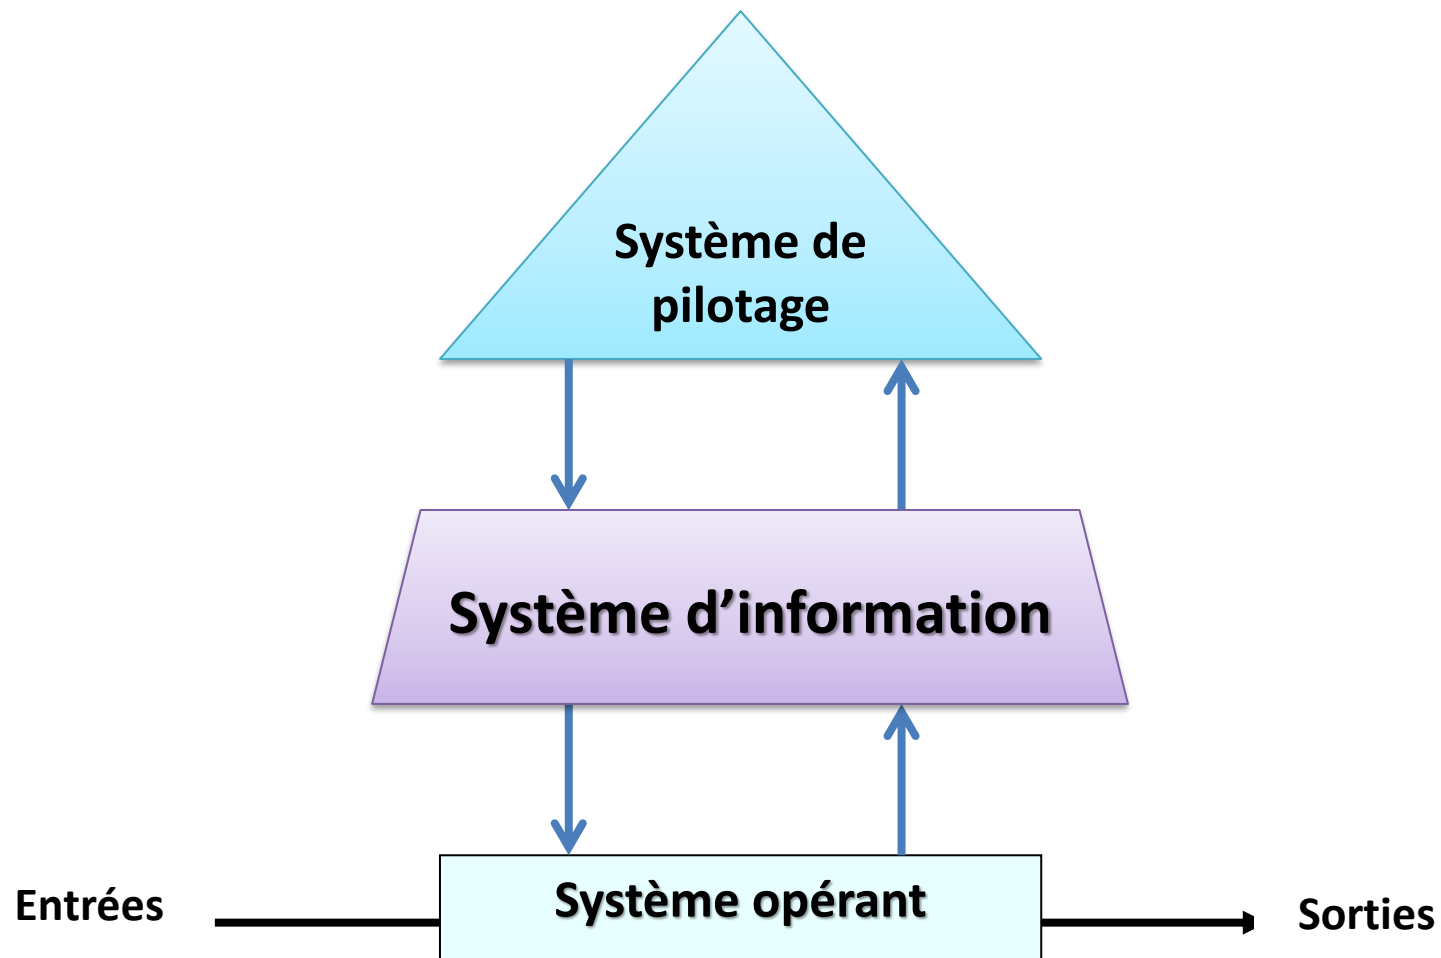 Système de
pilotage
Système d’information
Système opérant
Entrées
Sorties